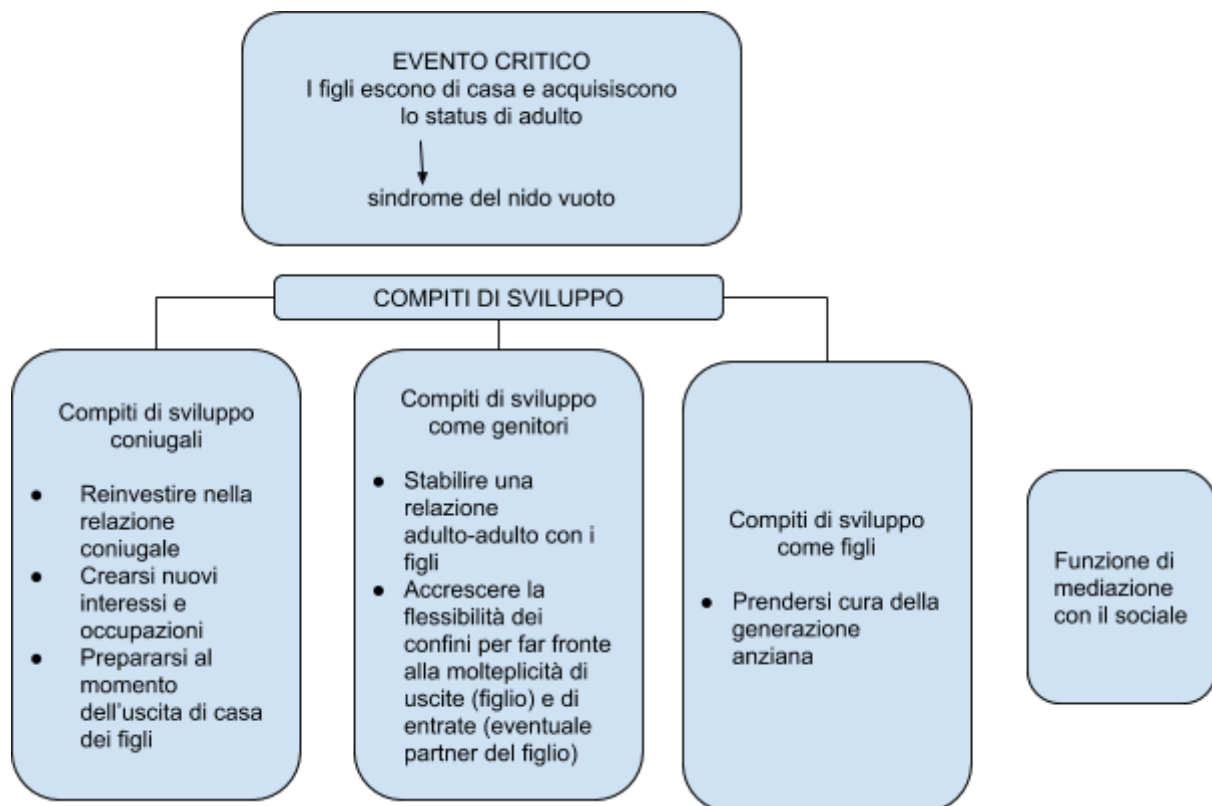 EVENTO CRITICO
I figli escono di casa e acquisiscono
lo status di adulto
sindrome del nido vuoto
COMPITI DI SVILUPPO
Compiti di sviluppo
coniugali
● Reinvestire nella
relazione
coniugale
● Crearsi nuovi
interessi e
occupazioni
● Prepararsi al
momento
dell'uscita di casa
dei figli
Compiti di sviluppo
come genitori
● Stabilire una
relazione
adulto-adulto con i
figli
● Accrescere la
flessibilità dei
confini per far fronte
alla molteplicità di
uscite (figlio) e di
entrate (eventuale
partner del figlio)
Compiti di sviluppo
come figli
● Prendersi cura della
generazione
anziana
Funzione di
mediazione
con il sociale